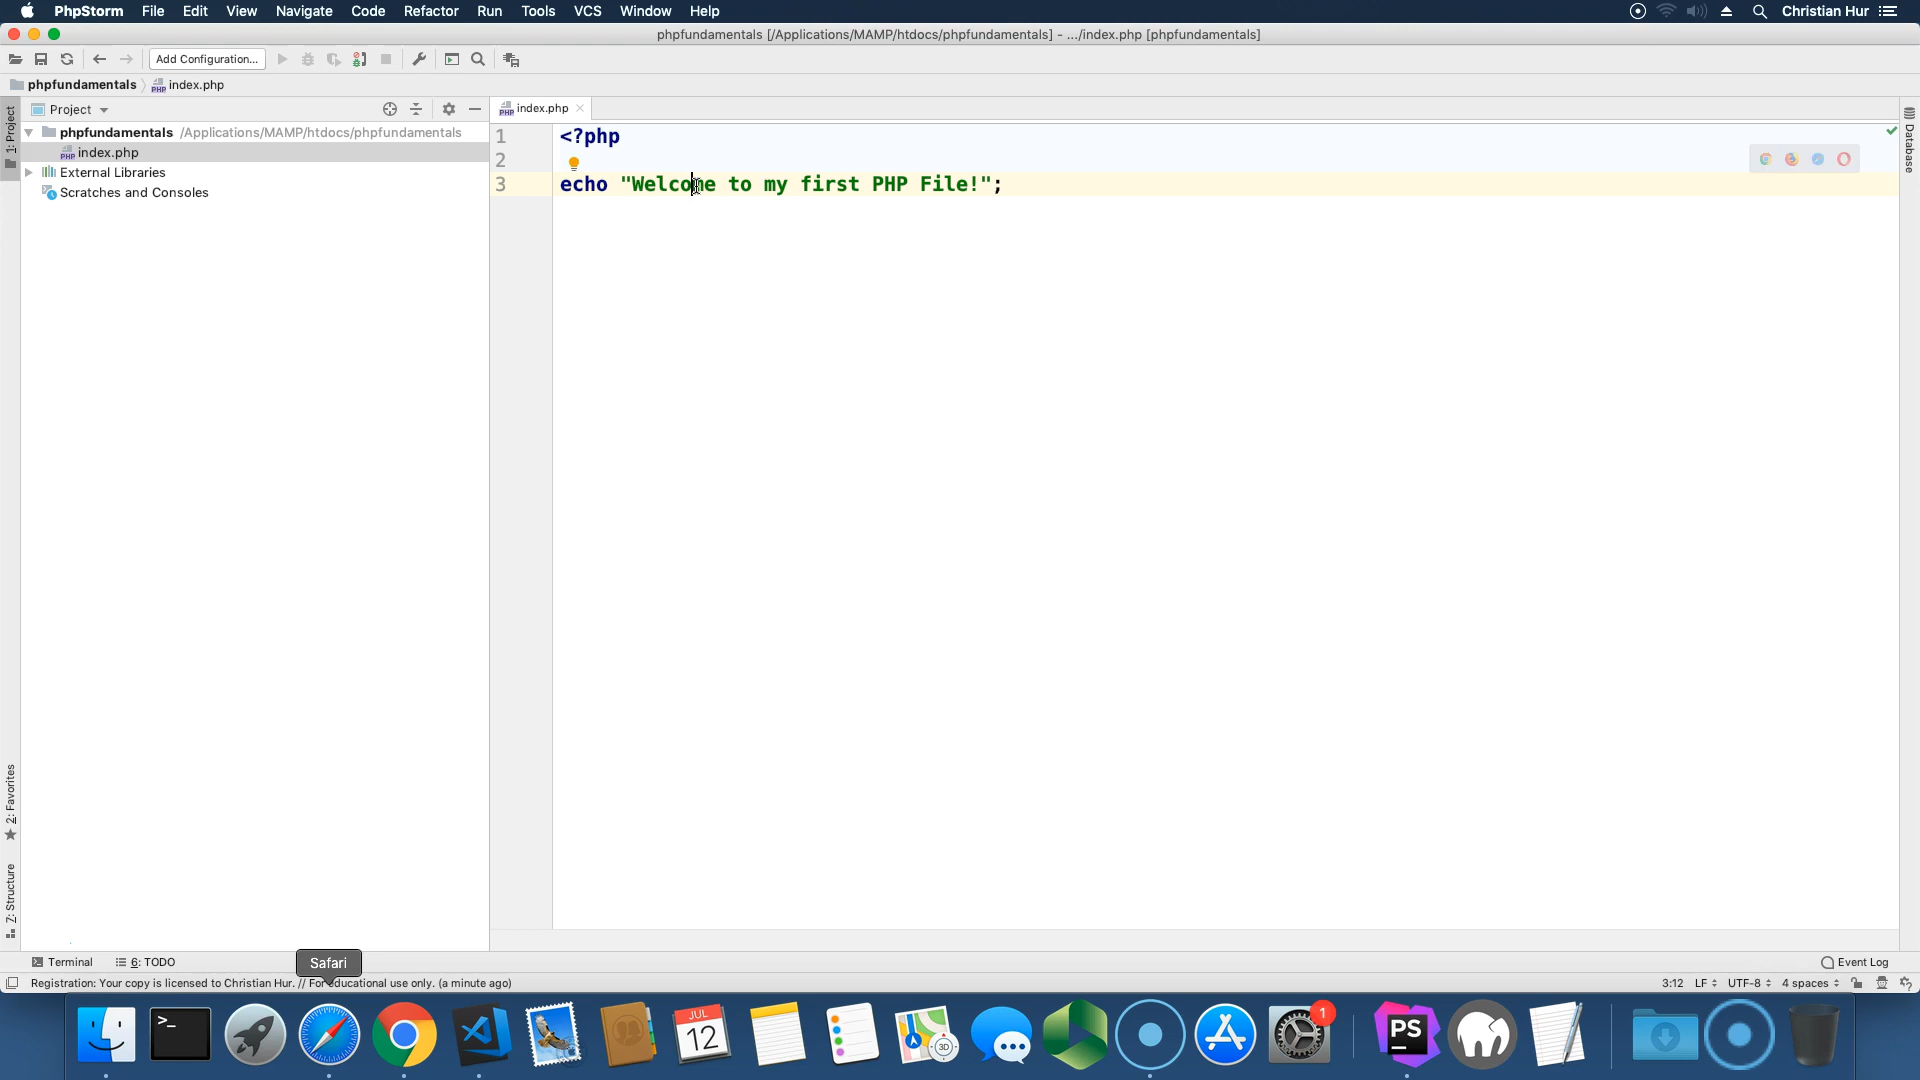 PhpStorm File Edit View Navigate Code Refactor Run Tools VCS Window Help Christian Hur
phpfundamentals [/Applications/MAMP/htdocs/phpfundamentals] - .../index.php [phpfundamentals]
Add Configuration...
phpfundamentals index.php
1: Project
Project
index.php
Database
phpfundamentals /Applications/MAMP/htdocs/phpfundamentals
index.php
External Libraries
Scratches and Consoles
1 <?php
2
3 echo "Welcome to my first PHP File!";
2: Favorites
7: Structure
Terminal 6: TODO Event Log
Safari
Registration: Your copy is licensed to Christian Hur. // For educational use only. (a minute ago) 3:12 LF UTF-8 4 spaces
>_
JUL
12
3D
1
PS